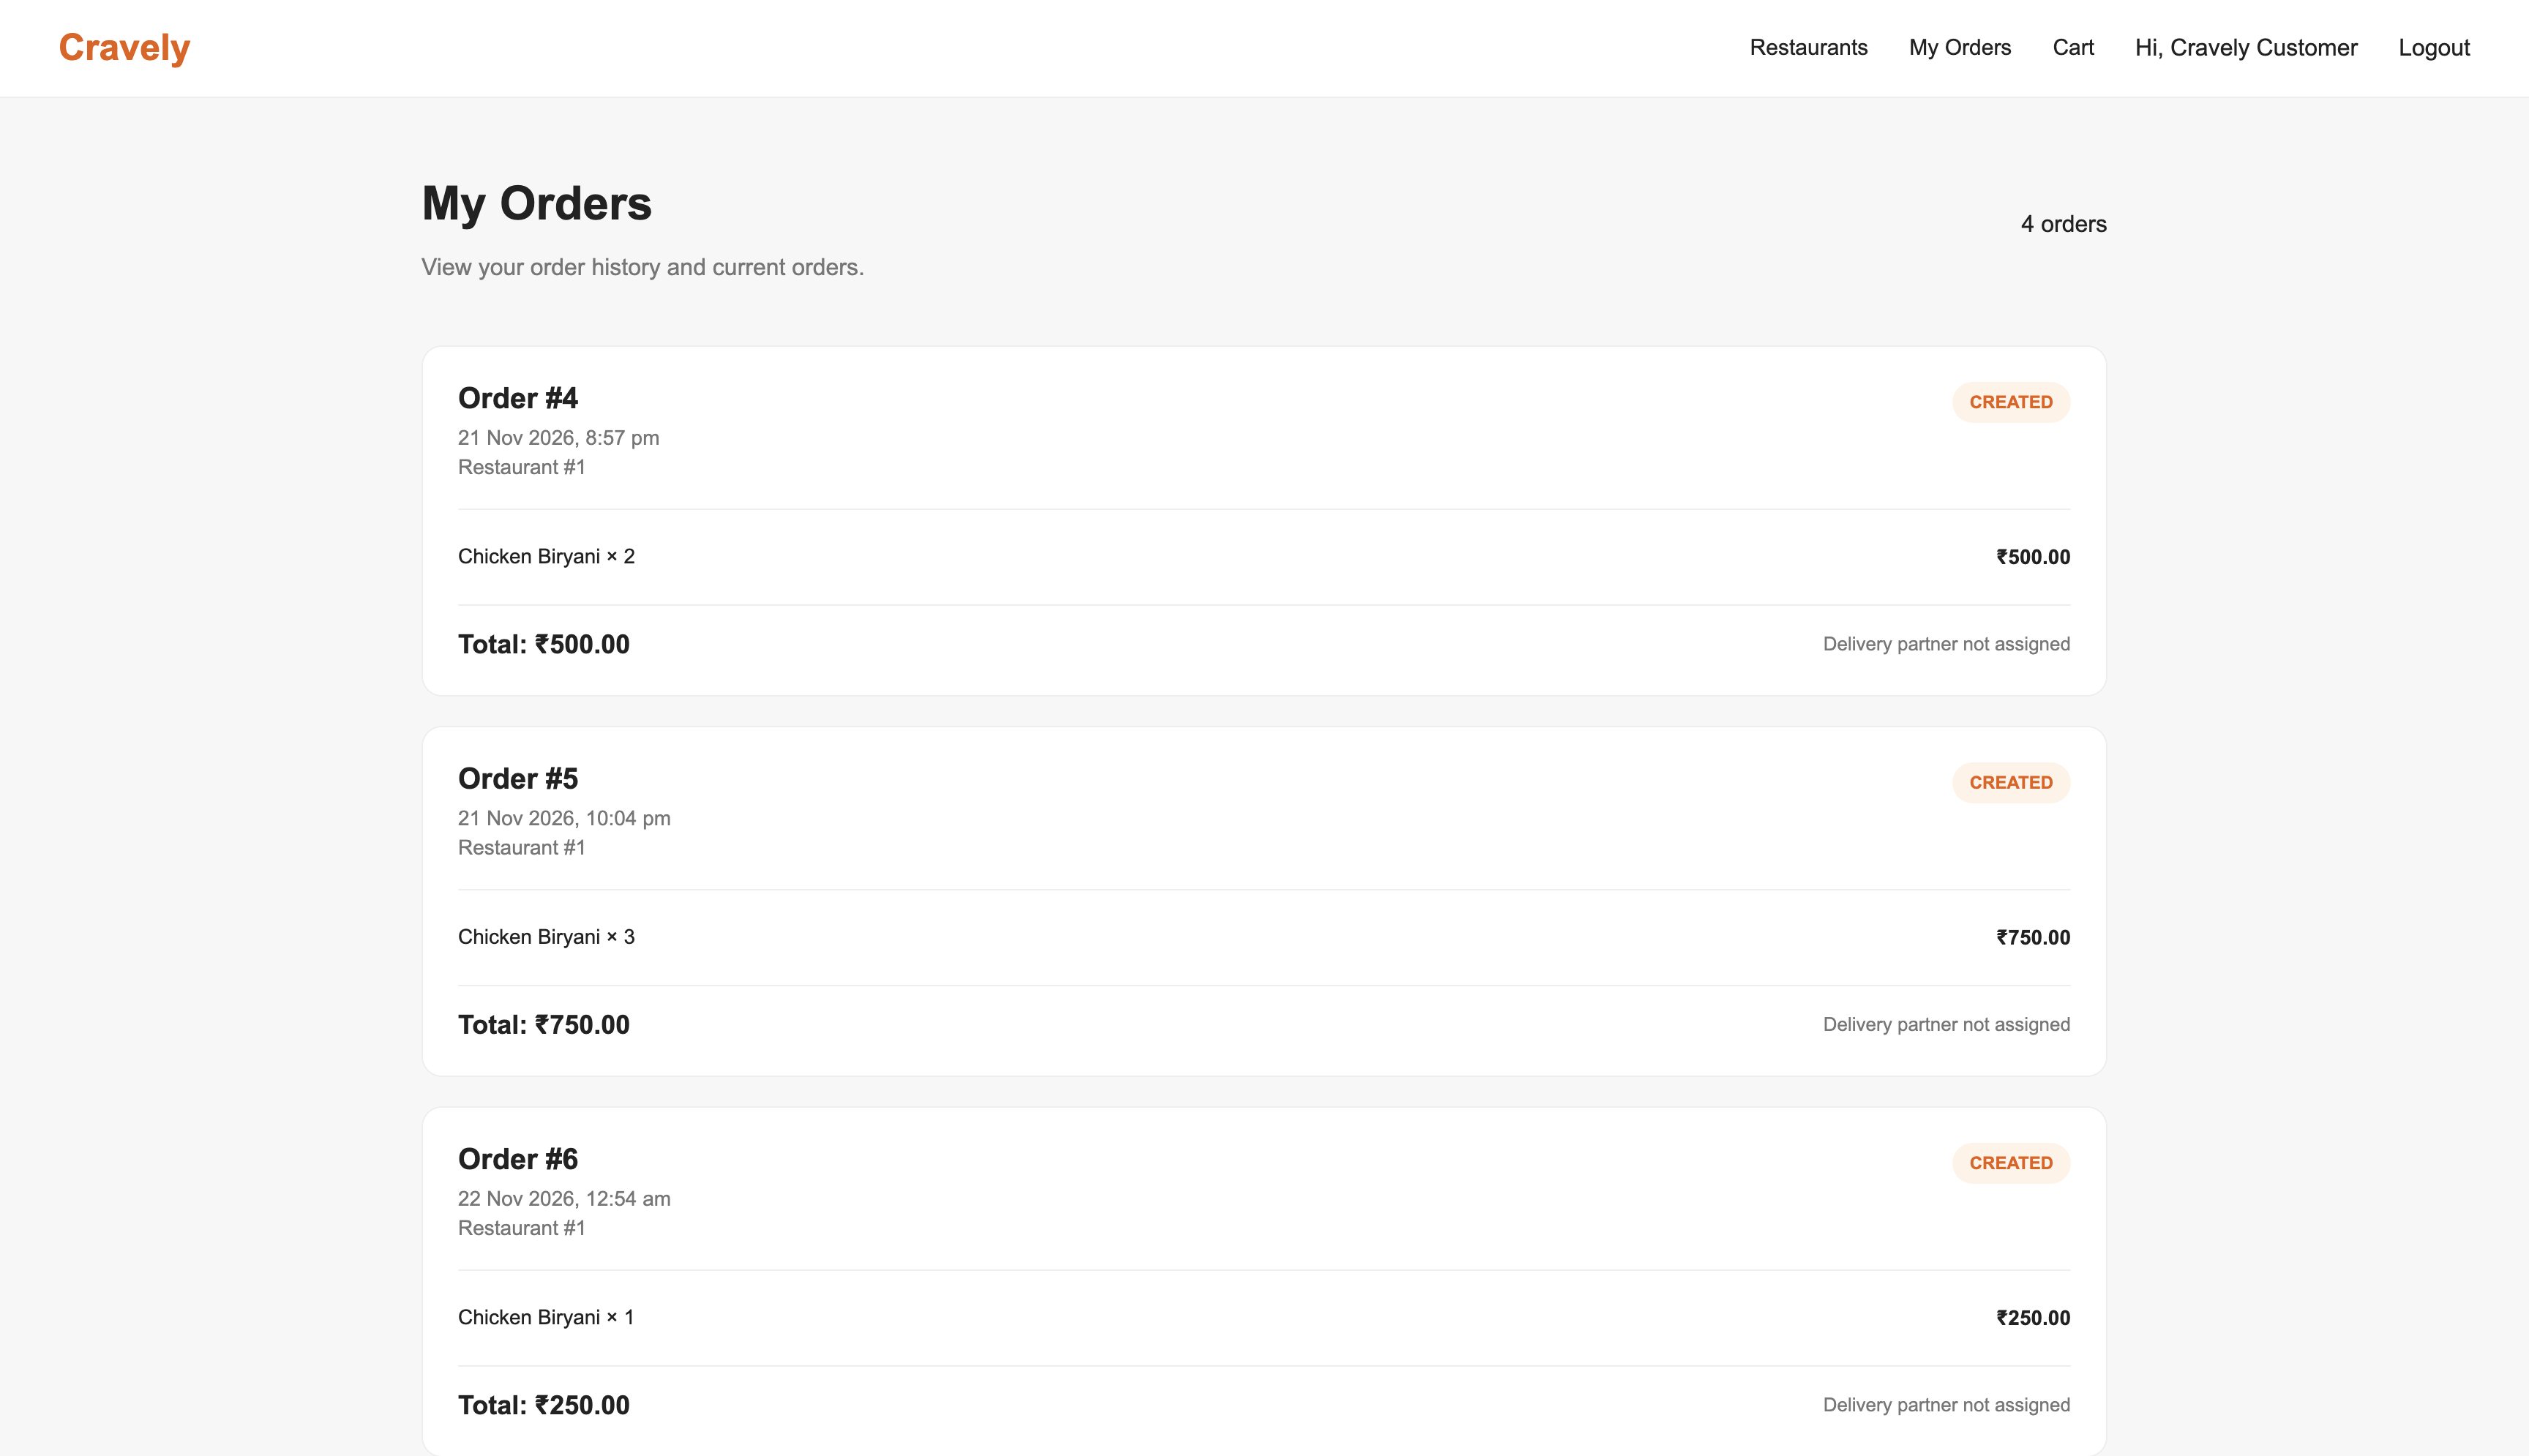 Cravely
Restaurants
My Orders
Cart
Hi, Cravely Customer
Logout
My Orders
4 orders
View your order history and current orders.
Order #4
CREATED
21 Nov 2026, 8:57 pm
Restaurant #1
Chicken Biryani × 2
₹500.00
Total: ₹500.00
Delivery partner not assigned
Order #5
CREATED
21 Nov 2026, 10:04 pm
Restaurant #1
Chicken Biryani × 3
₹750.00
Total: ₹750.00
Delivery partner not assigned
Order #6
CREATED
22 Nov 2026, 12:54 am
Restaurant #1
Chicken Biryani × 1
₹250.00
Total: ₹250.00
Delivery partner not assigned